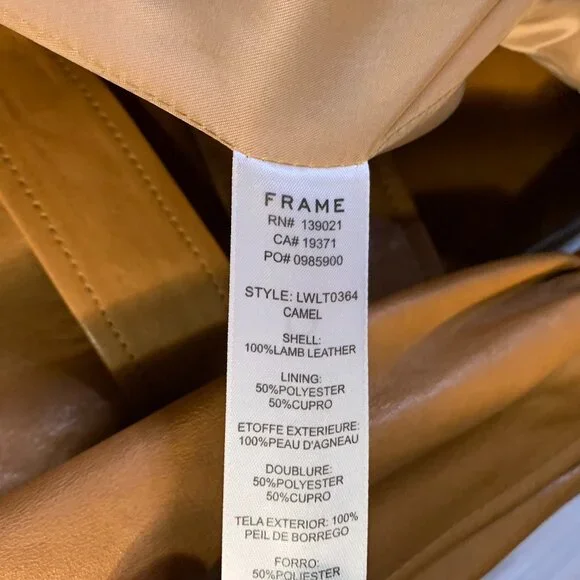 FRAME
RN# 139021
CA# 19371
PO# 0985900
STYLE: LWLT0364
CAMEL
SHELL:
100%LAMB LEATHER
LINING:
50%POLYESTER
50%CUPRO
ETOFFE EXTERIEURE:
100%PEAU D'AGNEAU
DOUBLURE:
50%POLYESTER
50%CUPRO
TELA EXTERIOR: 100%
PEIL DE BORREGO
FORRO:
50%POLIESTER